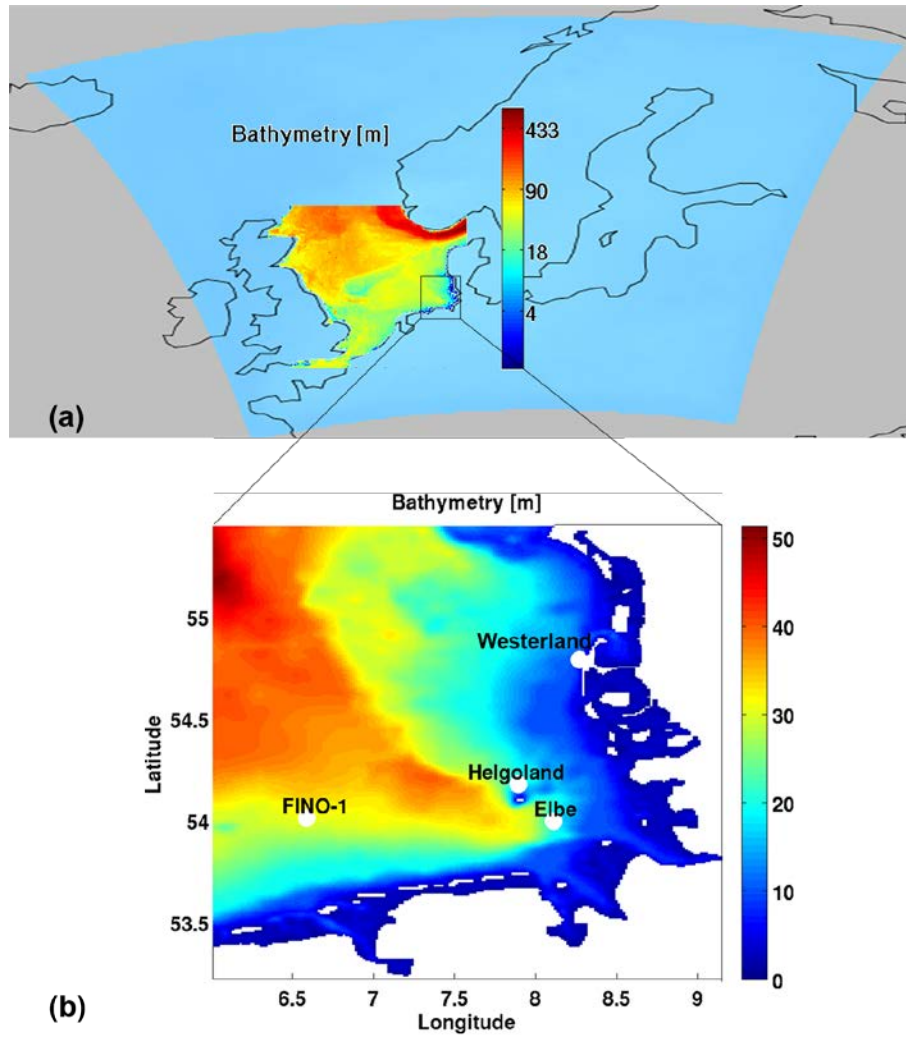 Bathymetry [m]
433
90
18
4
(a)
Bathymetry [m]
50
55
Westerland
40
54.5
30
Latitude
Helgoland
FINO-1
Elbe
20
54
10
53.5
0
6.5 7 7.5 8 8.5 9
Longitude
(b)